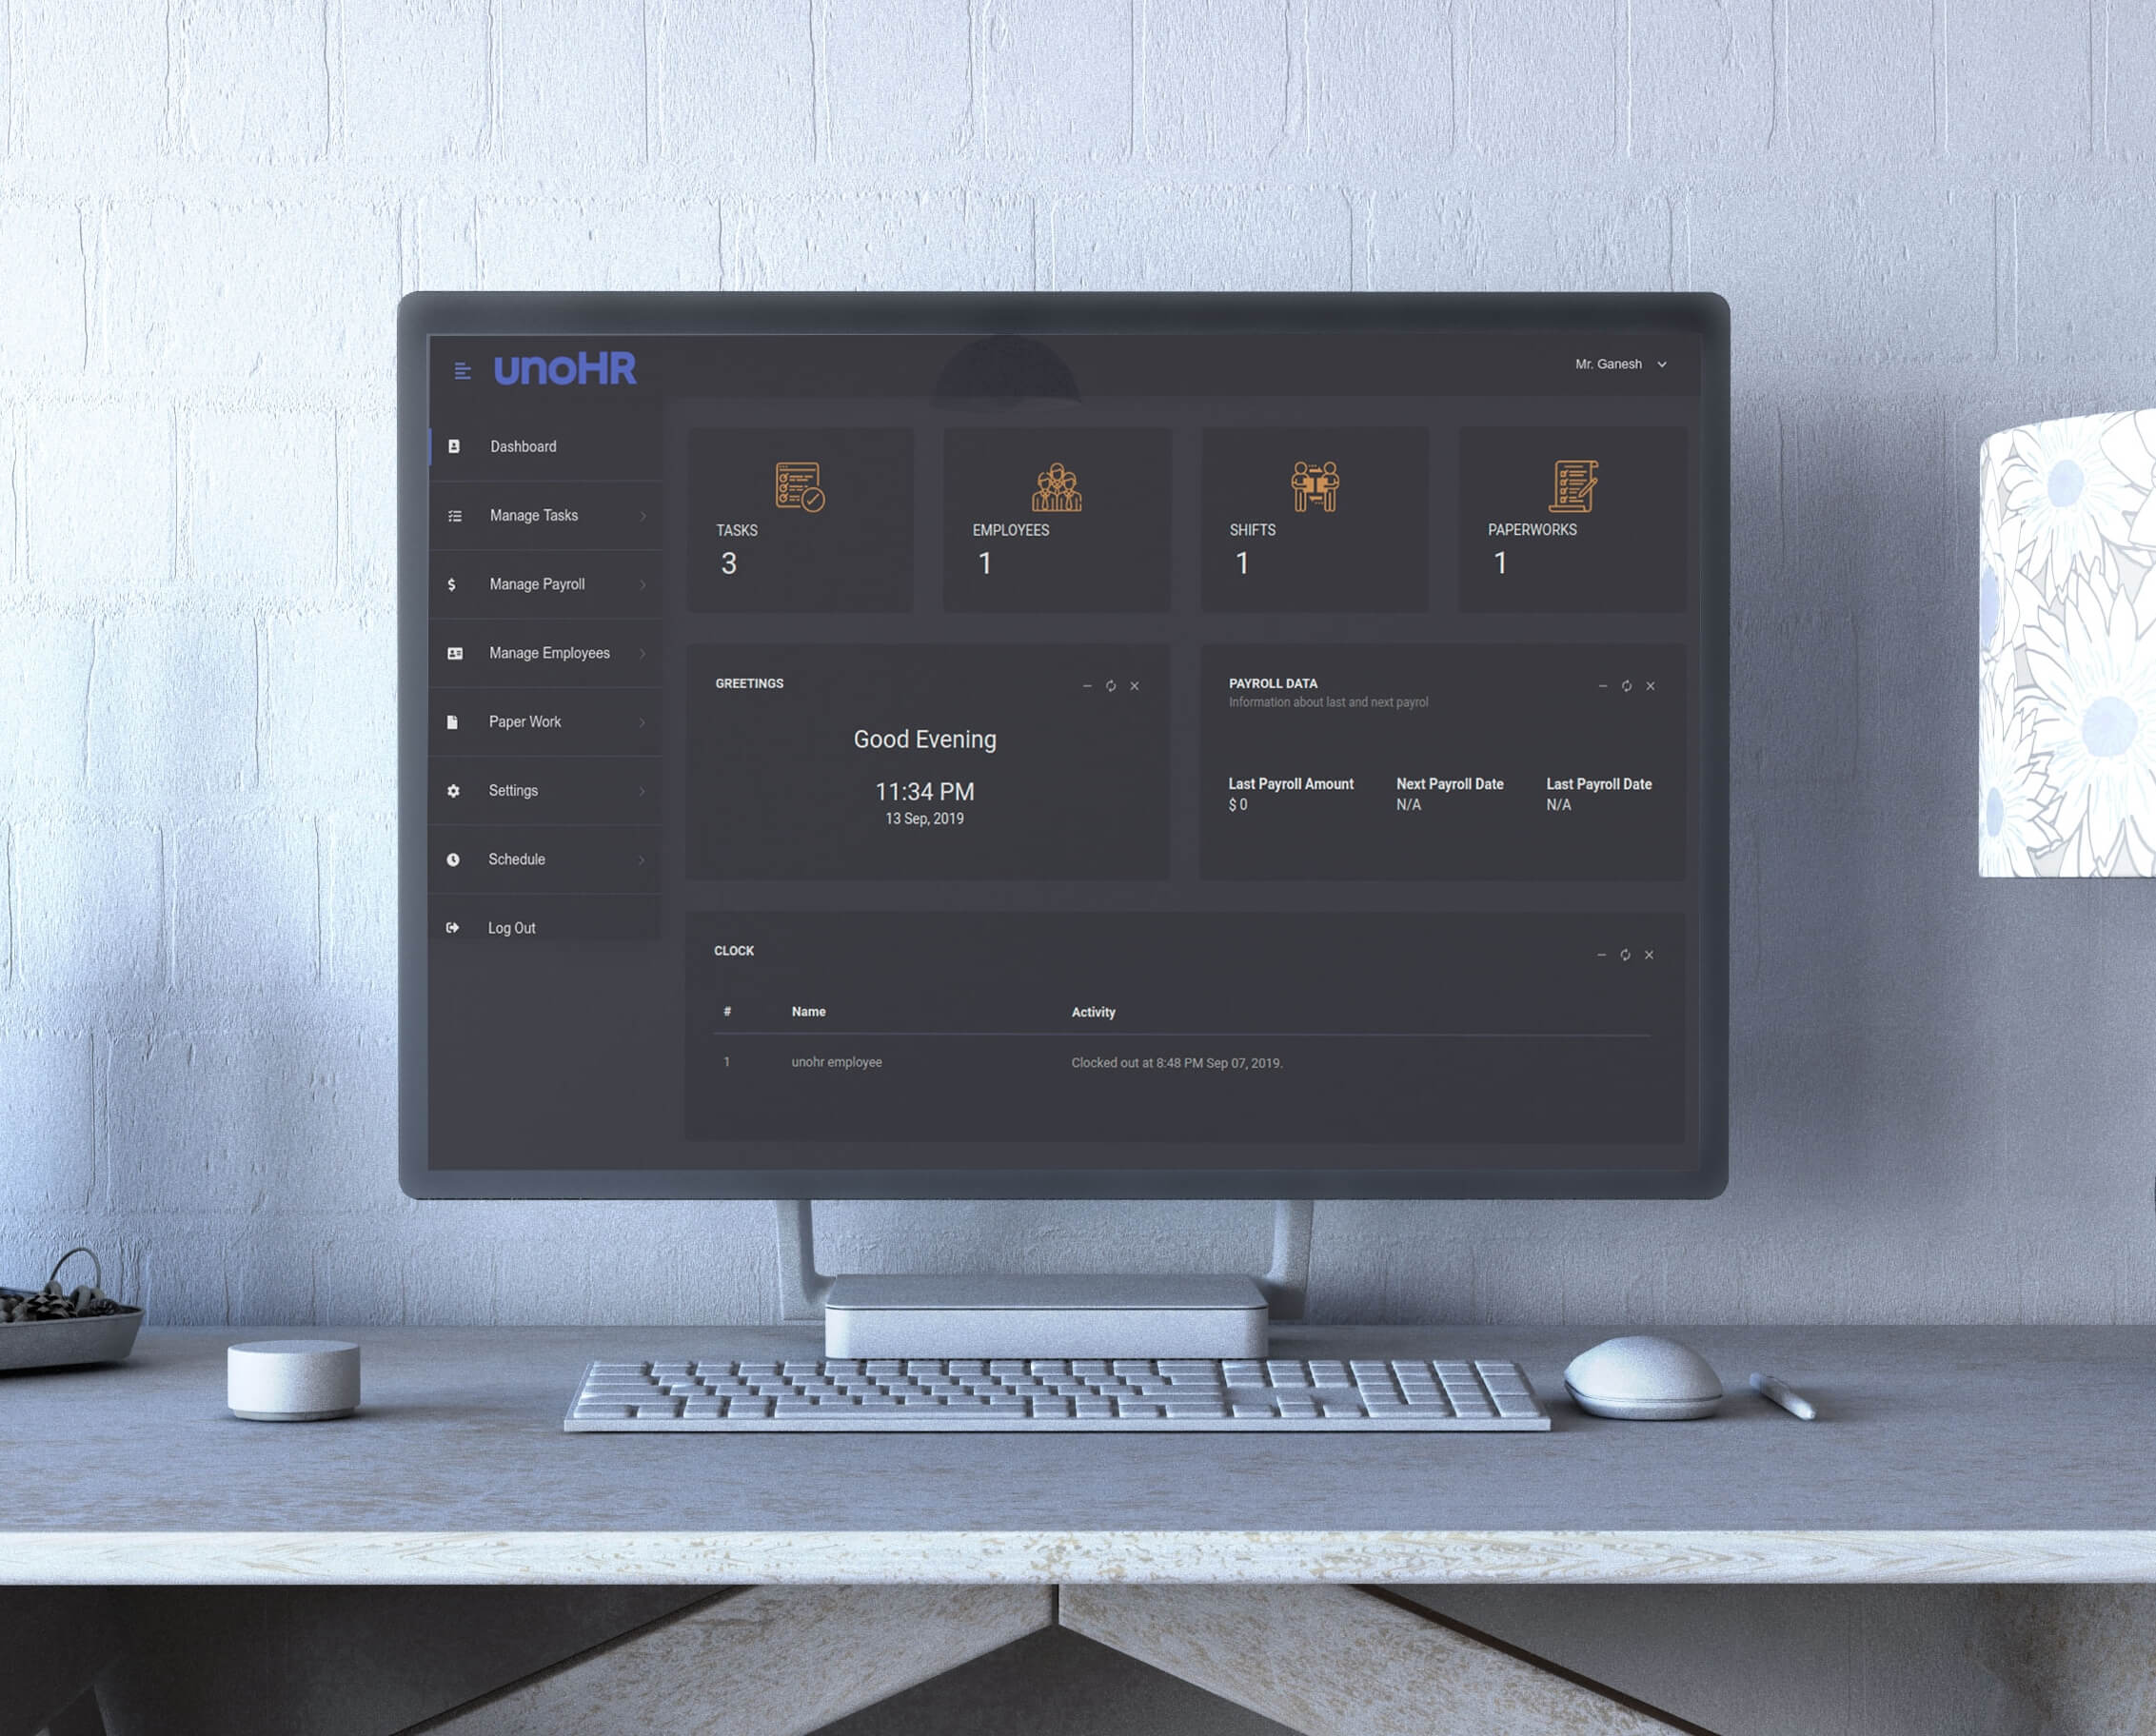 unoHR
Mr. Ganesh
Dashboard
Manage Tasks
Manage Payroll
Manage Employees
Paper Work
Settings
Schedule
Log Out
TASKS
3
EMPLOYEES
1
SHIFTS
1
PAPERWORKS
1
GREETINGS
Good Evening
11:34 PM
13 Sep, 2019
PAYROLL DATA
Information about last and next payrol
Last Payroll Amount Next Payroll Date Last Payroll Date
$ 0 N/A N/A
CLOCK
# Name Activity
1 unohr employee Clocked out at 8:48 PM Sep 07, 2019.